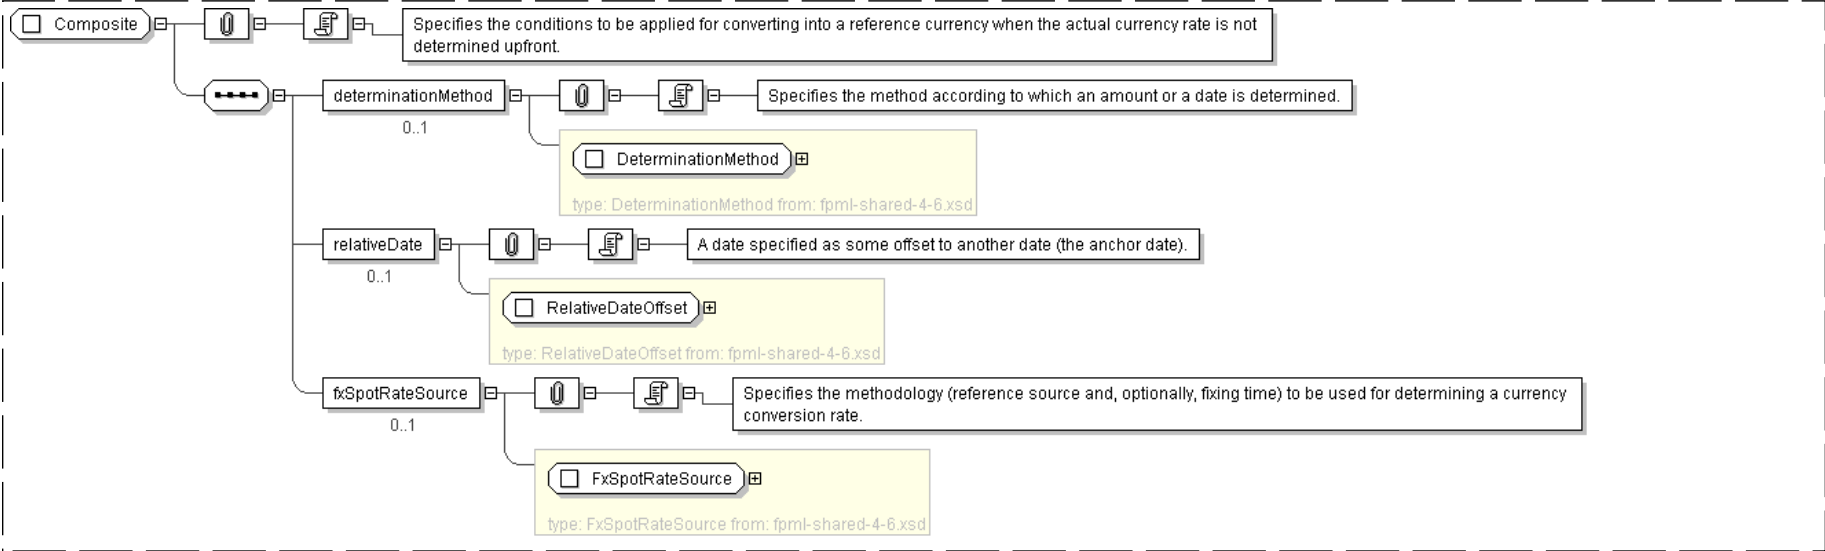 Composite
Specifies the conditions to be applied for converting into a reference currency when the actual currency rate is not
determined upfront.
determinationMethod
Specifies the method according to which an amount or a date is determined.
0..1
DeterminationMethod
type: DeterminationMethod from: fpml-shared-4-6.xsd
relativeDate
A date specified as some offset to another date (the anchor date).
0..1
RelativeDateOffset
type: RelativeDateOffset from: fpml-shared-4-6.xsd
fxSpotRateSource
Specifies the methodology (reference source and, optionally, fixing time) to be used for determining a currency
conversion rate.
0..1
FxSpotRateSource
type: FxSpotRateSource from: fpml-shared-4-6.xsd